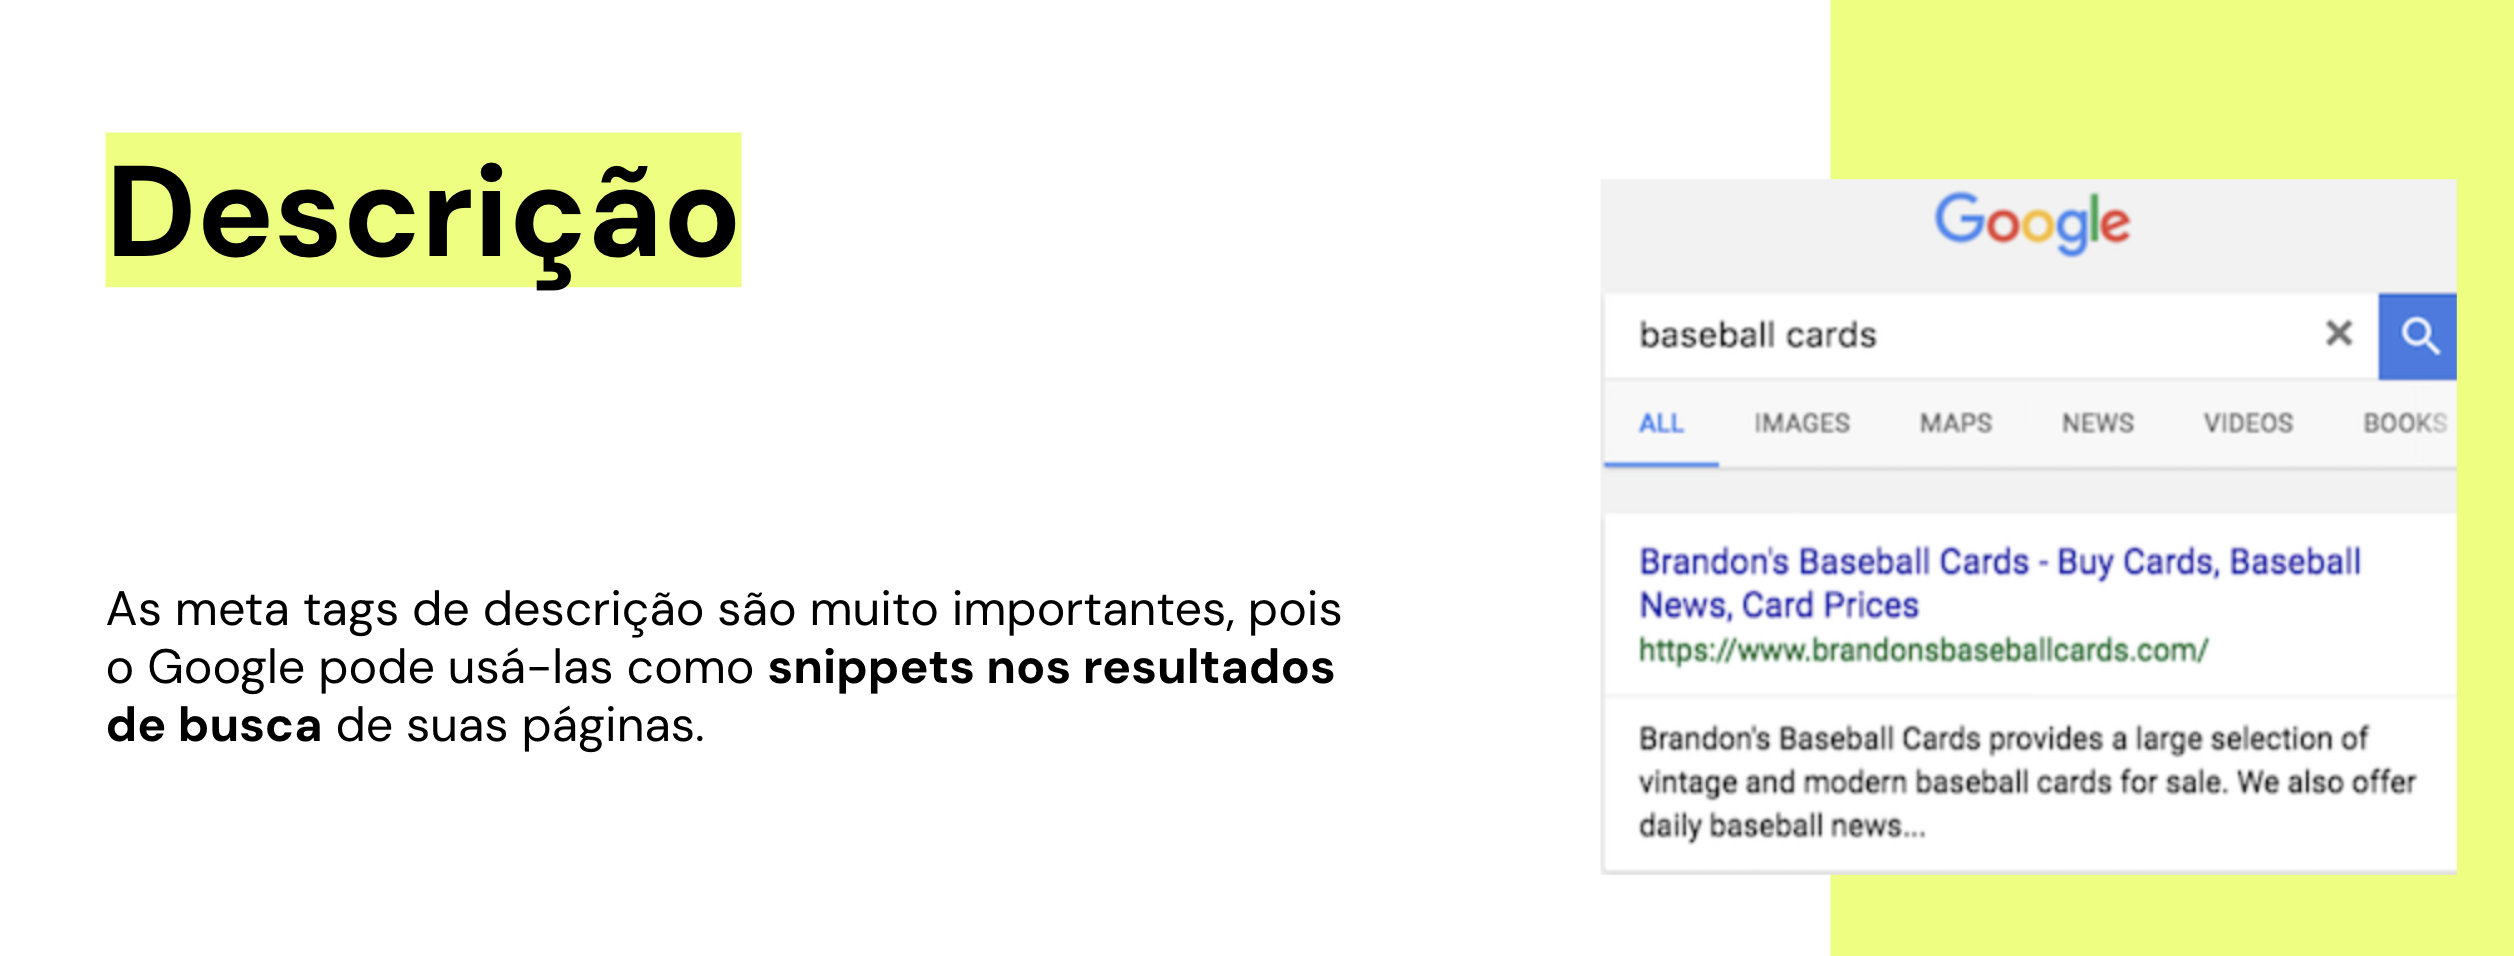 Descrição
As meta tags de descrição são muito importantes, pois
o Google pode usá-las como snippets nos resultados
de busca de suas páginas.
Google
baseball cards
ALL IMAGES MAPS NEWS VIDEOS BOOKS
Brandon's Baseball Cards - Buy Cards, Baseball
News, Card Prices
https://www.brandonsbaseballcards.com/
Brandon's Baseball Cards provides a large selection of
vintage and modern baseball cards for sale. We also offer
daily baseball news...